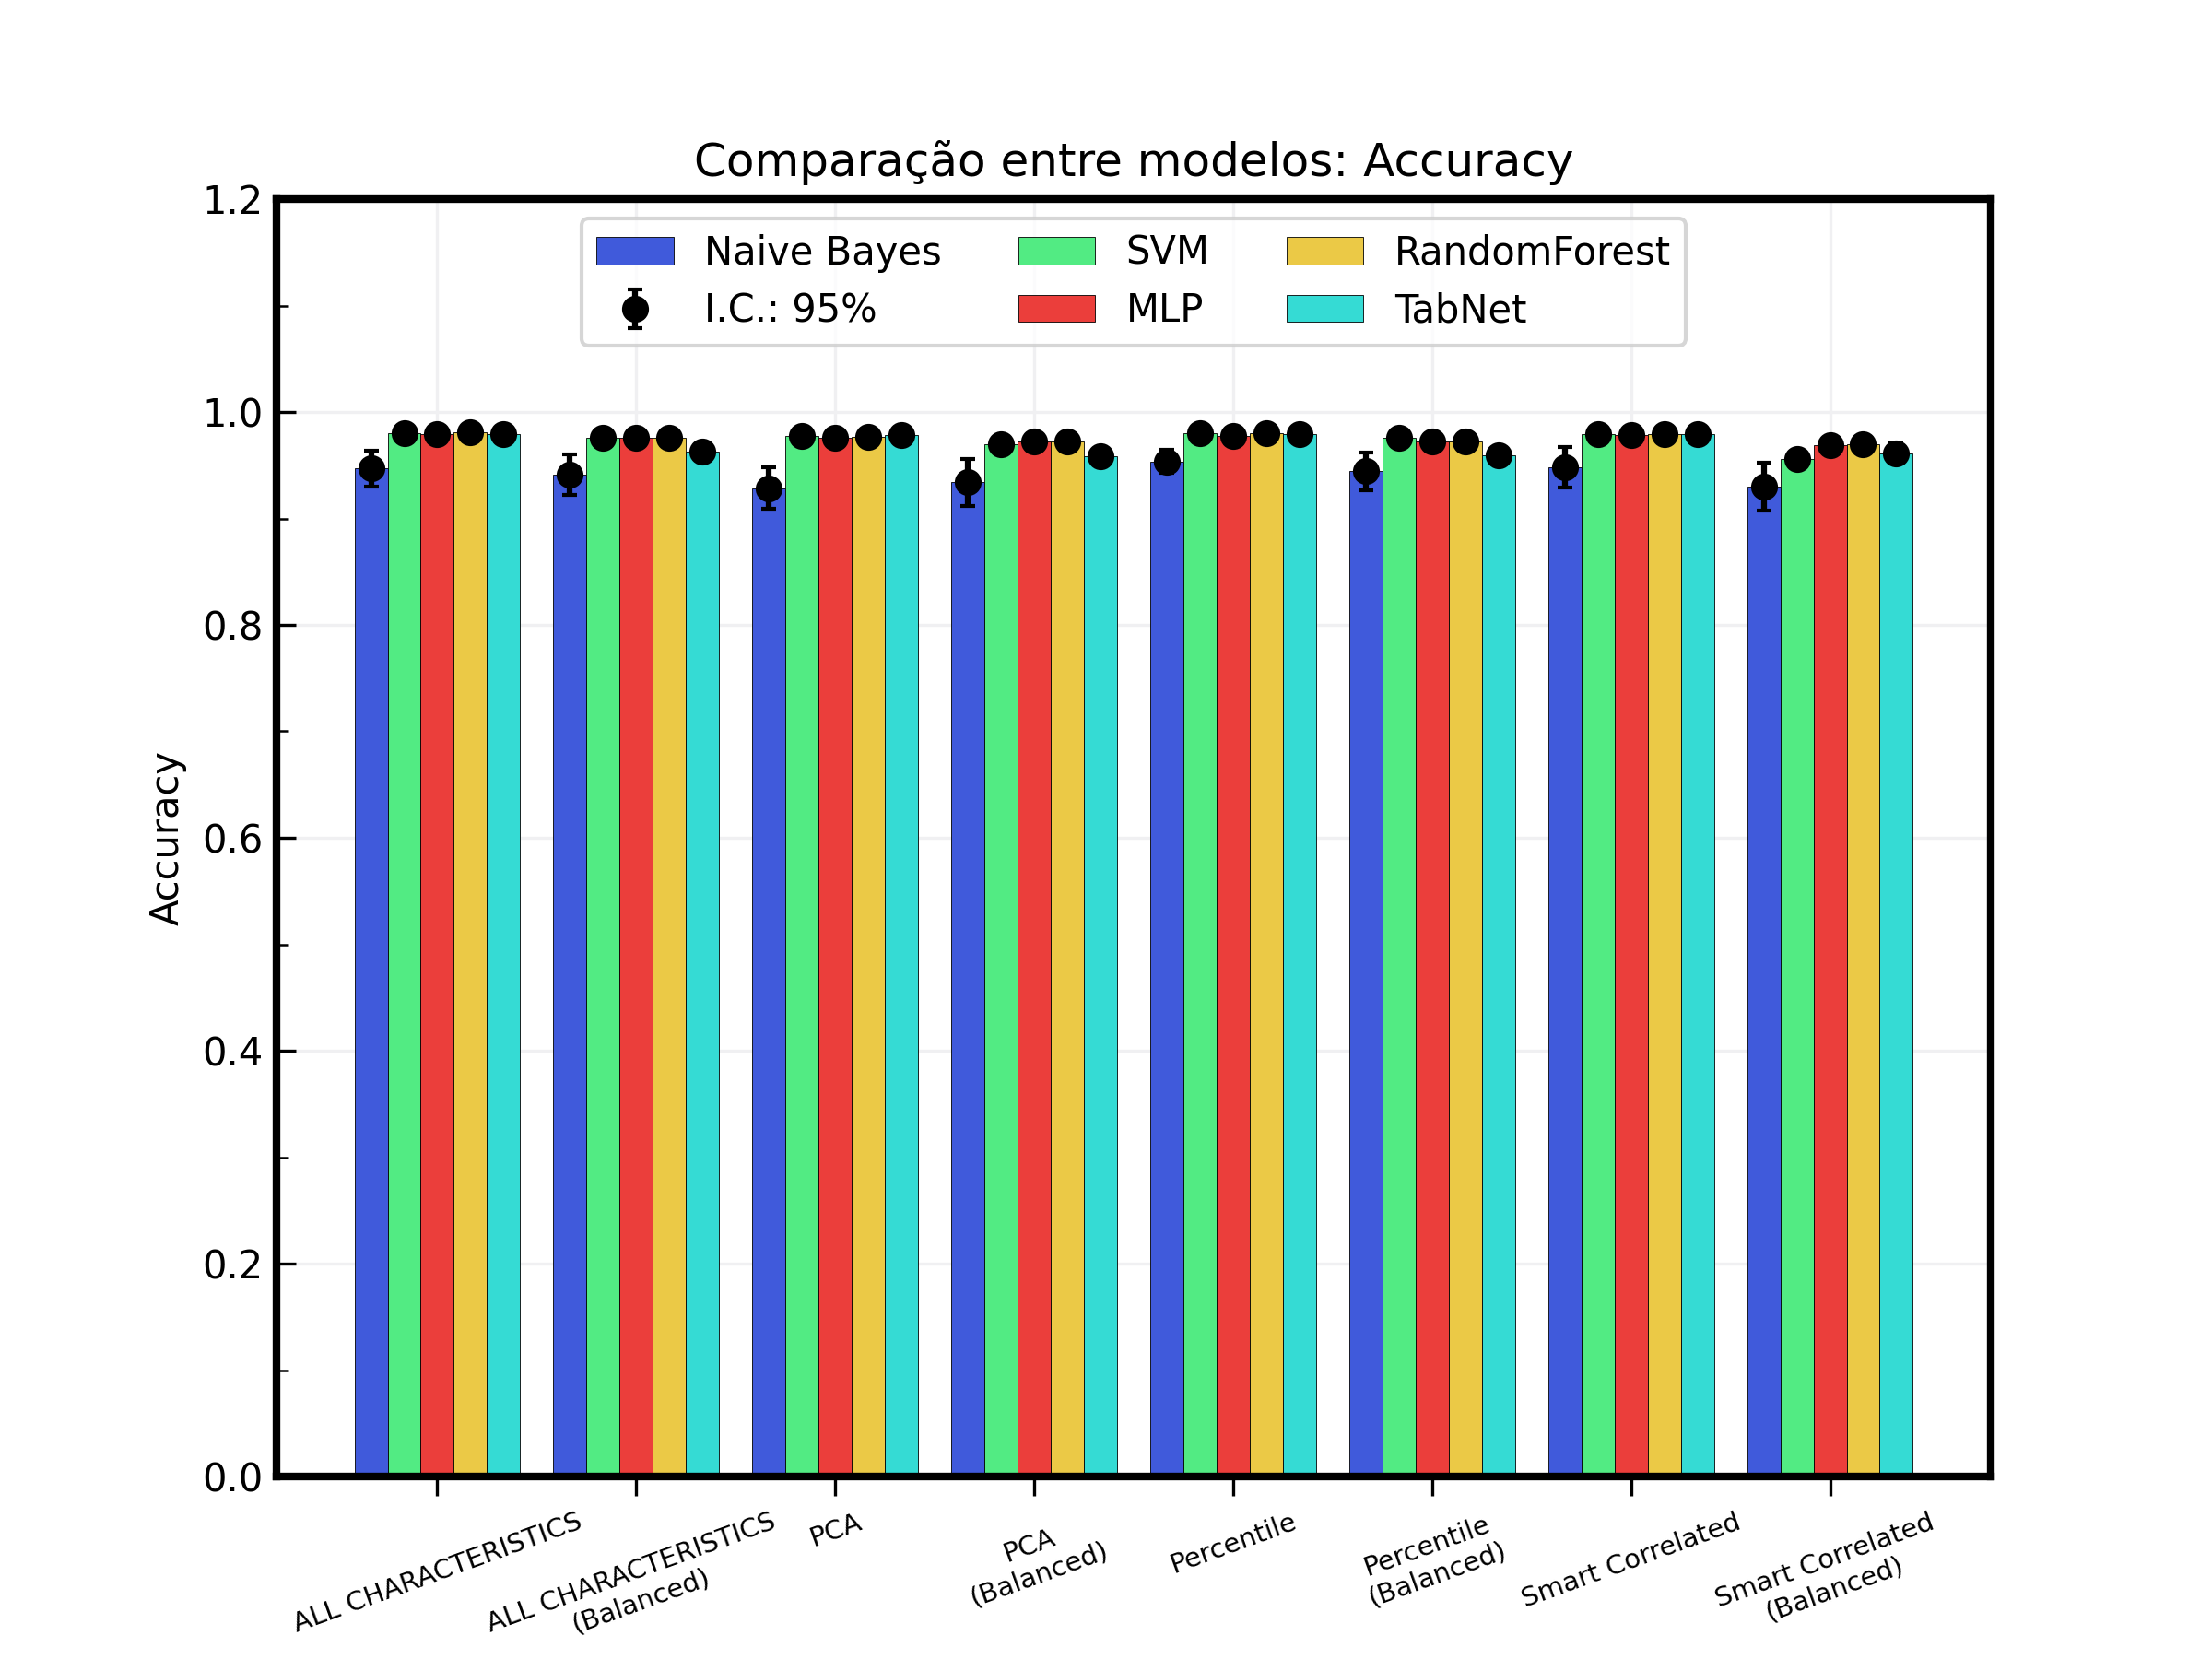 Comparação entre modelos: Accuracy
1.2
1.0
0.8
0.6
0.4
0.2
0.0
Accuracy
Naive Bayes
I.C.: 95%
SVM
MLP
RandomForest
TabNet
ALL CHARACTERISTICS
ALL CHARACTERISTICS
(Balanced)
PCA
PCA
(Balanced)
Percentile
Percentile
(Balanced)
Smart Correlated
Smart Correlated
(Balanced)